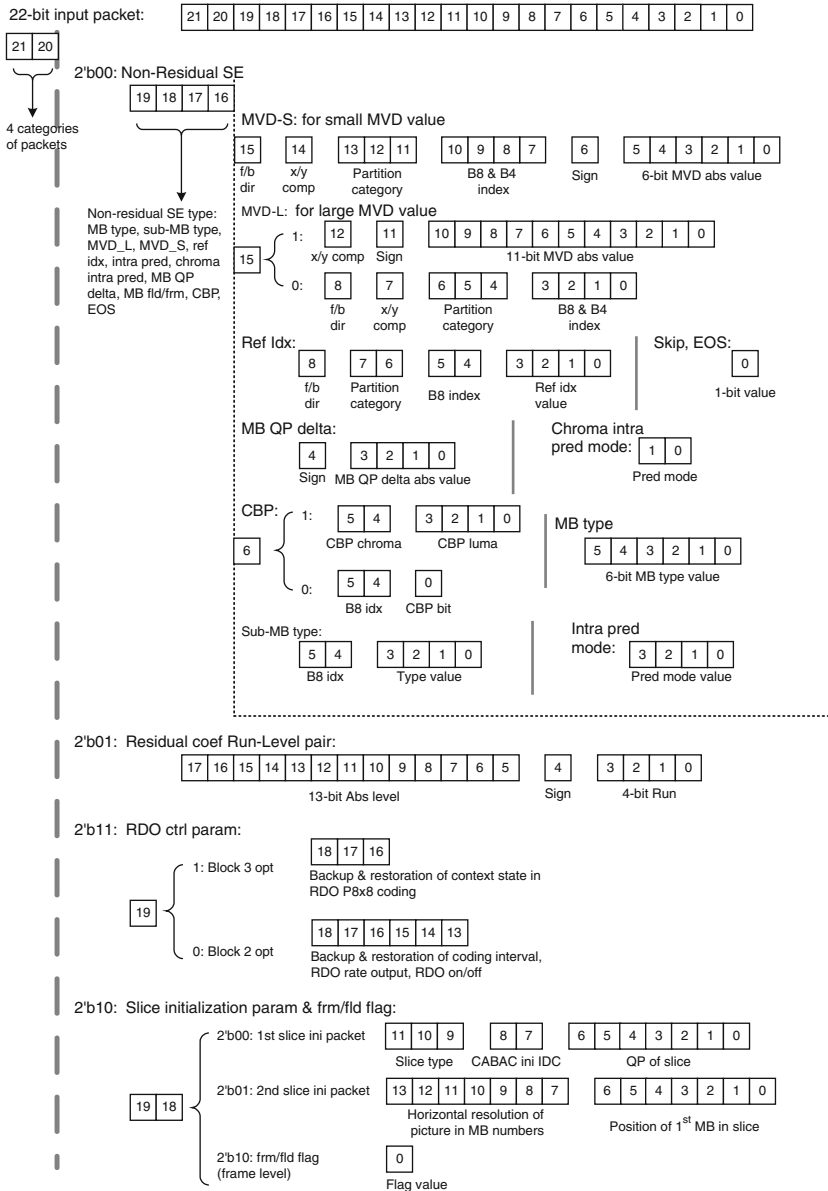 22-bit input packet: 21 20 19 18 17 16 15 14 13 12 11 10 9 8 7 6 5 4 3 2 1 0
21 20
4 categories
of packets
2'b00: Non-Residual SE
19 18 17 16
Non-residual SE type:
MB type, sub-MB type,
MVD_L, MVD_S, ref
idx, intra pred, chroma
intra pred, MB QP
delta, MB fld/frm, CBP,
EOS
MVD-S: for small MVD value
15 14 13 12 11 10 9 8 7 6 5 4 3 2 1 0
f/b
dir
x/y
comp
Partition
category
B8 & B4
index
Sign
6-bit MVD abs value
MVD-L: for large MVD value
15
1: 12 11 10 9 8 7 6 5 4 3 2 1 0
x/y comp Sign 11-bit MVD abs value
0: 8 7 6 5 4 3 2 1 0
f/b
dir
x/y
comp
Partition
category
B8 & B4
index
Ref Idx:
8 7 6 5 4 3 2 1 0
f/b
dir
Partition
category
B8 index
Ref idx
value
Skip, EOS:
0
1-bit value
MB QP delta:
4 3 2 1 0
Sign MB QP delta abs value
Chroma intra
pred mode: 1 0
Pred mode
CBP:
6
1: 5 4 3 2 1 0
CBP chroma CBP luma
0: 5 4 0
B8 idx CBP bit
MB type
5 4 3 2 1 0
6-bit MB type value
Sub-MB type:
5 4 3 2 1 0
B8 idx Type value
Intra pred
mode: 3 2 1 0
Pred mode value
2'b01: Residual coef Run-Level pair:
17 16 15 14 13 12 11 10 9 8 7 6 5 4 3 2 1 0
13-bit Abs level Sign 4-bit Run
2'b11: RDO ctrl param:
19
1: Block 3 opt 18 17 16
Backup & restoration of context state in
RDO P8x8 coding
0: Block 2 opt 18 17 16 15 14 13
Backup & restoration of coding interval,
RDO rate output, RDO on/off
2'b10: Slice initialization param & frm/fld flag:
19 18
2'b00: 1st slice ini packet 11 10 9 8 7 6 5 4 3 2 1 0
Slice type CABAC ini IDC QP of slice
2'b01: 2nd slice ini packet 13 12 11 10 9 8 7 6 5 4 3 2 1 0
Horizontal resolution of
picture in MB numbers
Position of 1st MB in slice
2'b10: frm/fld flag
(frame level)
0
Flag value